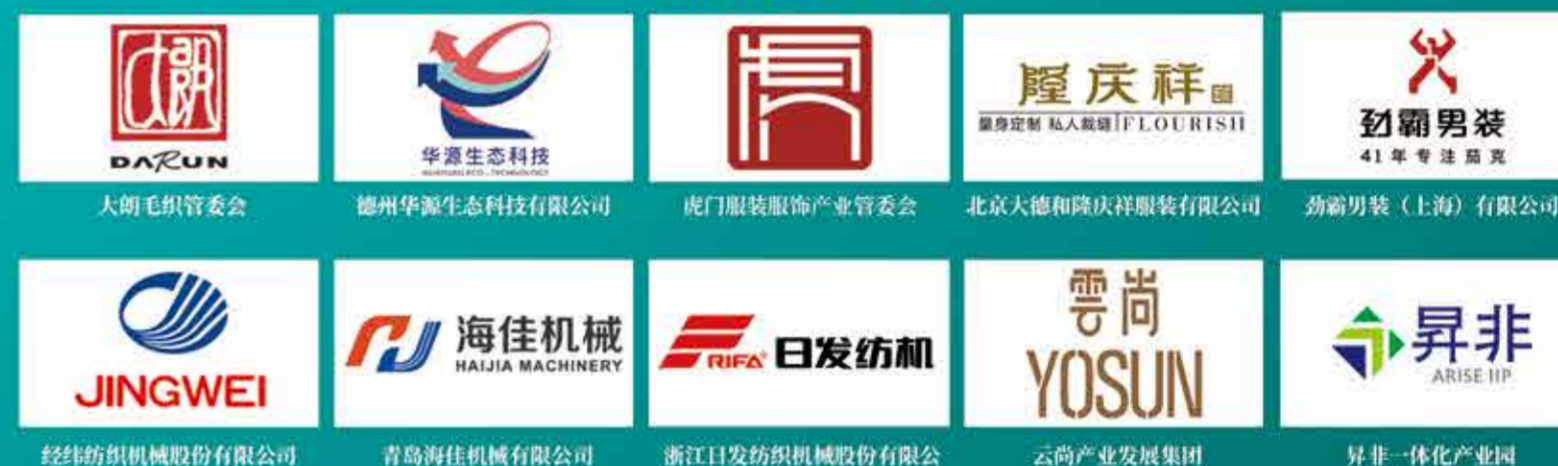 大朗
DARUN
华源生态科技
HUAYUAN ECO-TECHNOLOGY
虎
隆庆祥
量身定制 私人裁缝 FLOURISH
劲霸男装
41年专注茄克
大朗毛织管委会
德州华源生态科技有限公司
虎门服装服饰产业管委会
北京大德和隆庆祥服装有限公司
劲霸男装（上海）有限公司
JINGWEI
海佳机械
HAIJIA MACHINERY
RIFA 日发纺机
雲尚
YOSUN
昇非
ARISE IIP
经纬纺织机械股份有限公司
青岛海佳机械有限公司
浙江日发纺织机械股份有限公
云尚产业发展集团
昇非一体化产业园